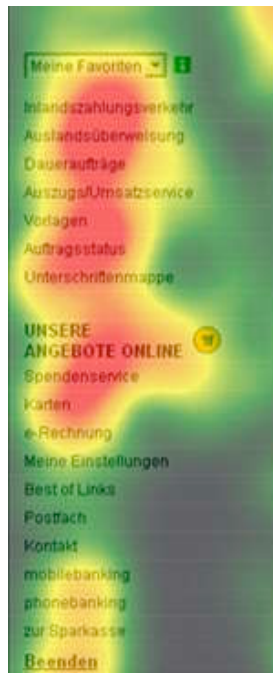 Meine Favoriten
Inlandszahlungsverkehr
Auslandsüberweisung
Daueraufträge
Auszugs/Umsatzservice
Vorlagen
Auftragsstatus
Unterschriftenmappe
UNSERE
ANGEBOTE ONLINE
Spendenservice
Karten
e-Rechnung
Meine Einstellungen
Best of Links
Postfach
Kontakt
mobilebanking
phonebanking
zur Sparkasse
Beenden